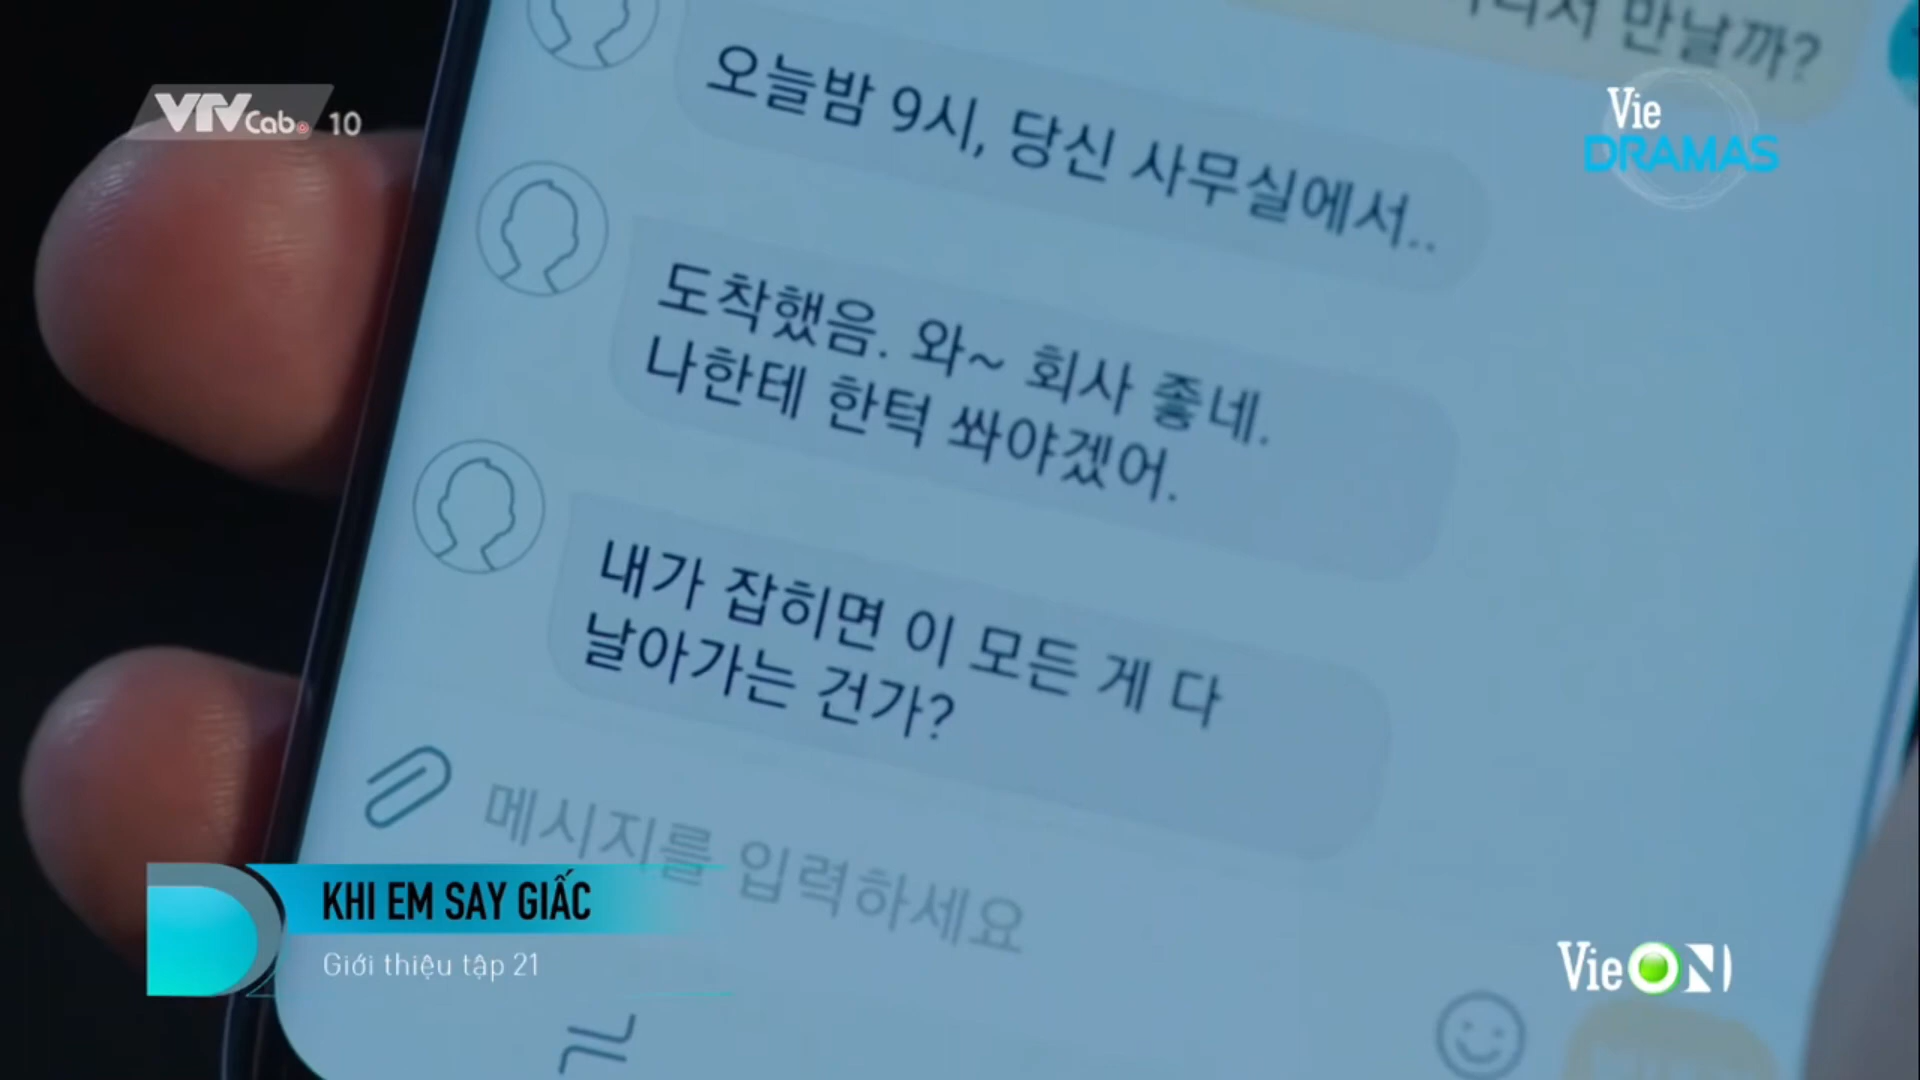 만날까?
오늘밤 9시, 당신 사무실에서..
도착했음. 와~ 회사 좋네.
나한테 한턱 쏴야겠어.
내가 잡히면 이 모든 게 다
날아가는 건가?
메시지를 입력하세요
VTVCab 10
Vie
DRAMAS
KHI EM SAY GIẤC
Giới thiệu tập 21
VieON